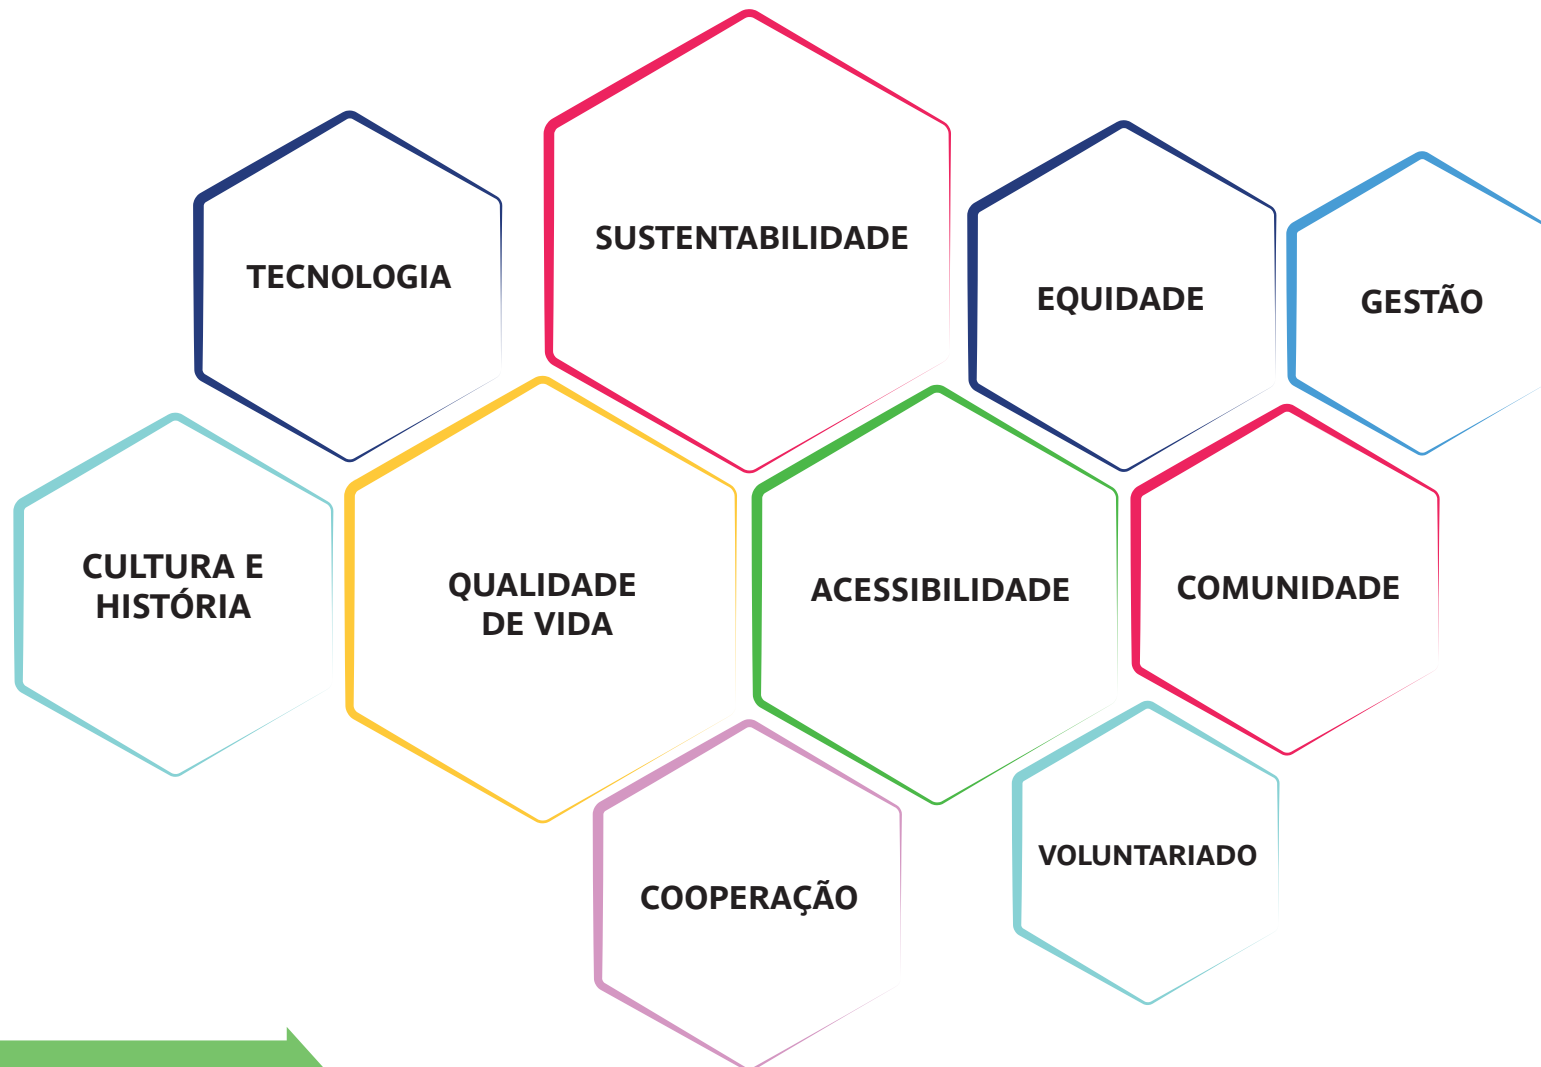 SUSTENTABILIDADE
TECNOLOGIA
EQUIDADE
GESTÃO
CULTURA E
HISTÓRIA
QUALIDADE
DE VIDA
ACESSIBILIDADE
COMUNIDADE
COOPERAÇÃO
VOLUNTARIADO